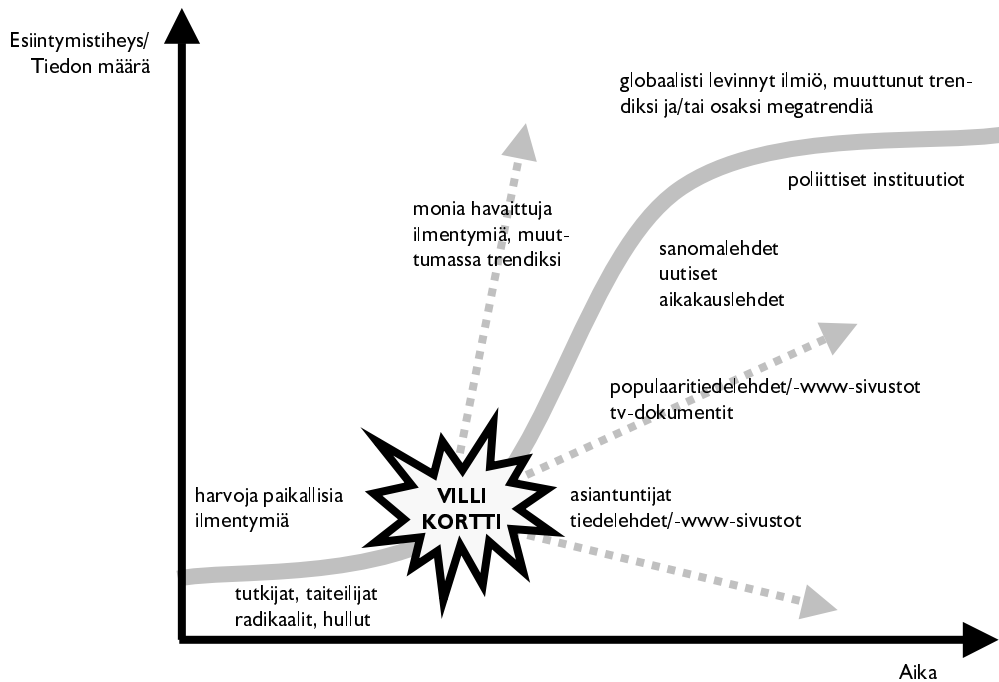 Esiintymistiheys/
Tiedon määrä
globaalisti levinnyt ilmiö, muuttunut tren-
diksi ja/tai osaksi megatrendiä
poliittiset instituutiot
monia havaittuja
ilmentymiä, muut-
tumassa trendiksi
sanomalehdet
uutiset
aikakauslehdet
populaaritiedelehdet/-www-sivustot
tv-dokumentit
harvoja paikallisia
ilmentymiä
VILLI
KORTTI
asiantuntijat
tiedelehdet/-www-sivustot
tutkijat, taiteilijat
radikaalit, hullut
Aika